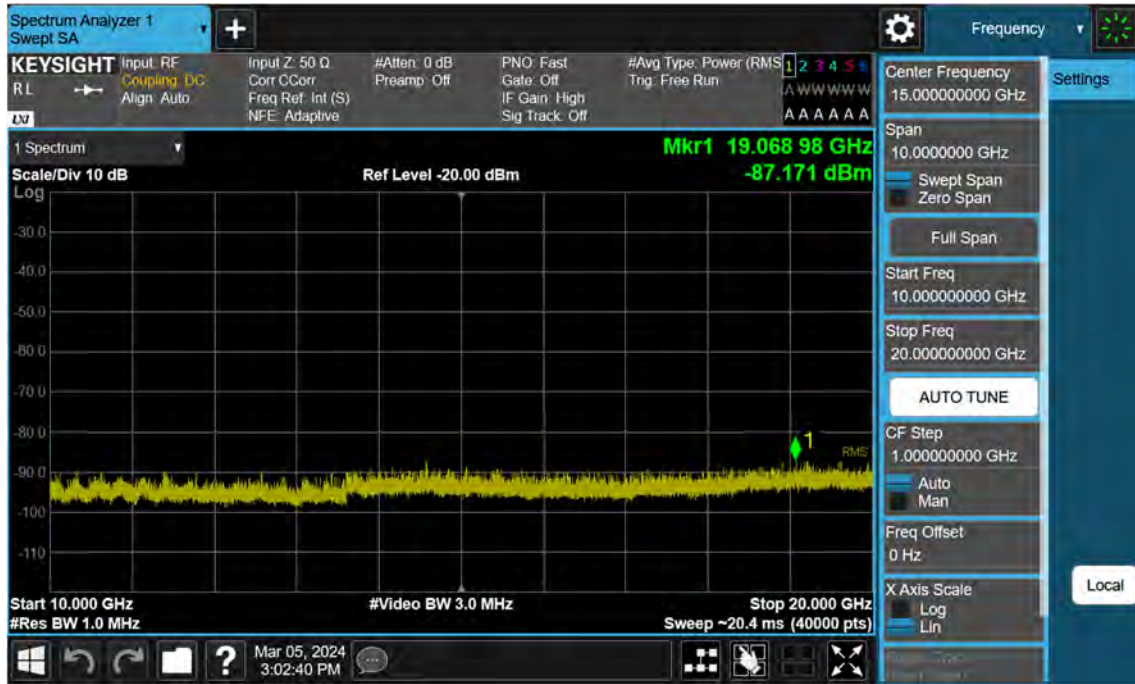 Spectrum Analyzer 1
Swept SA
Frequency
KEYSIGHT
RL
LXI
Input: RF
Coupling: DC
Align: Auto
Input Z: 50 Ω
Corr CCorr
Freq Ref: Int (S)
NFE: Adaptive
#Atten: 0 dB
Preamp: Off
PNO: Fast
Gate: Off
IF Gain: High
Sig Track: Off
#Avg Type: Power (RMS
Trig: Free Run
1 2 3 4 5 6
A W W W W W
A A A A A A
1 Spectrum
Scale/Div 10 dB
Ref Level -20.00 dBm
Mkr1 19.068 98 GHz
-87.171 dBm
Log
-30.0
-40.0
-50.0
-60.0
-70.0
-80.0
-90.0
-100
-110
1
RMS
Start 10.000 GHz
#Video BW 3.0 MHz
Stop 20.000 GHz
#Res BW 1.0 MHz
Sweep ~20.4 ms (40000 pts)
?
Mar 05, 2024
3:02:40 PM
Center Frequency
15.000000000 GHz
Span
10.0000000 GHz
Swept Span
Zero Span
Full Span
Start Freq
10.000000000 GHz
Stop Freq
20.000000000 GHz
AUTO TUNE
CF Step
1.000000000 GHz
Auto
Man
Freq Offset
0 Hz
X Axis Scale
Log
Lin
Settings
Local